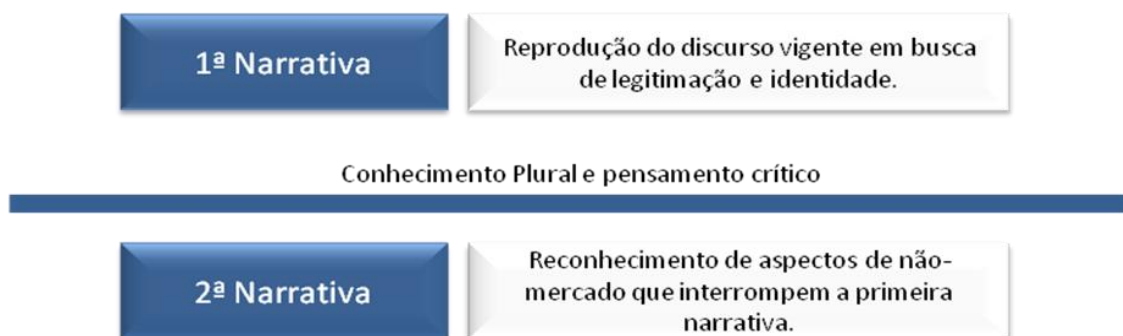 1ª Narrativa
Reprodução do discurso vigente em busca
de legitimação e identidade.
Conhecimento Plural e pensamento crítico
2ª Narrativa
Reconhecimento de aspectos de não-
mercado que interrompem a primeira
narrativa.